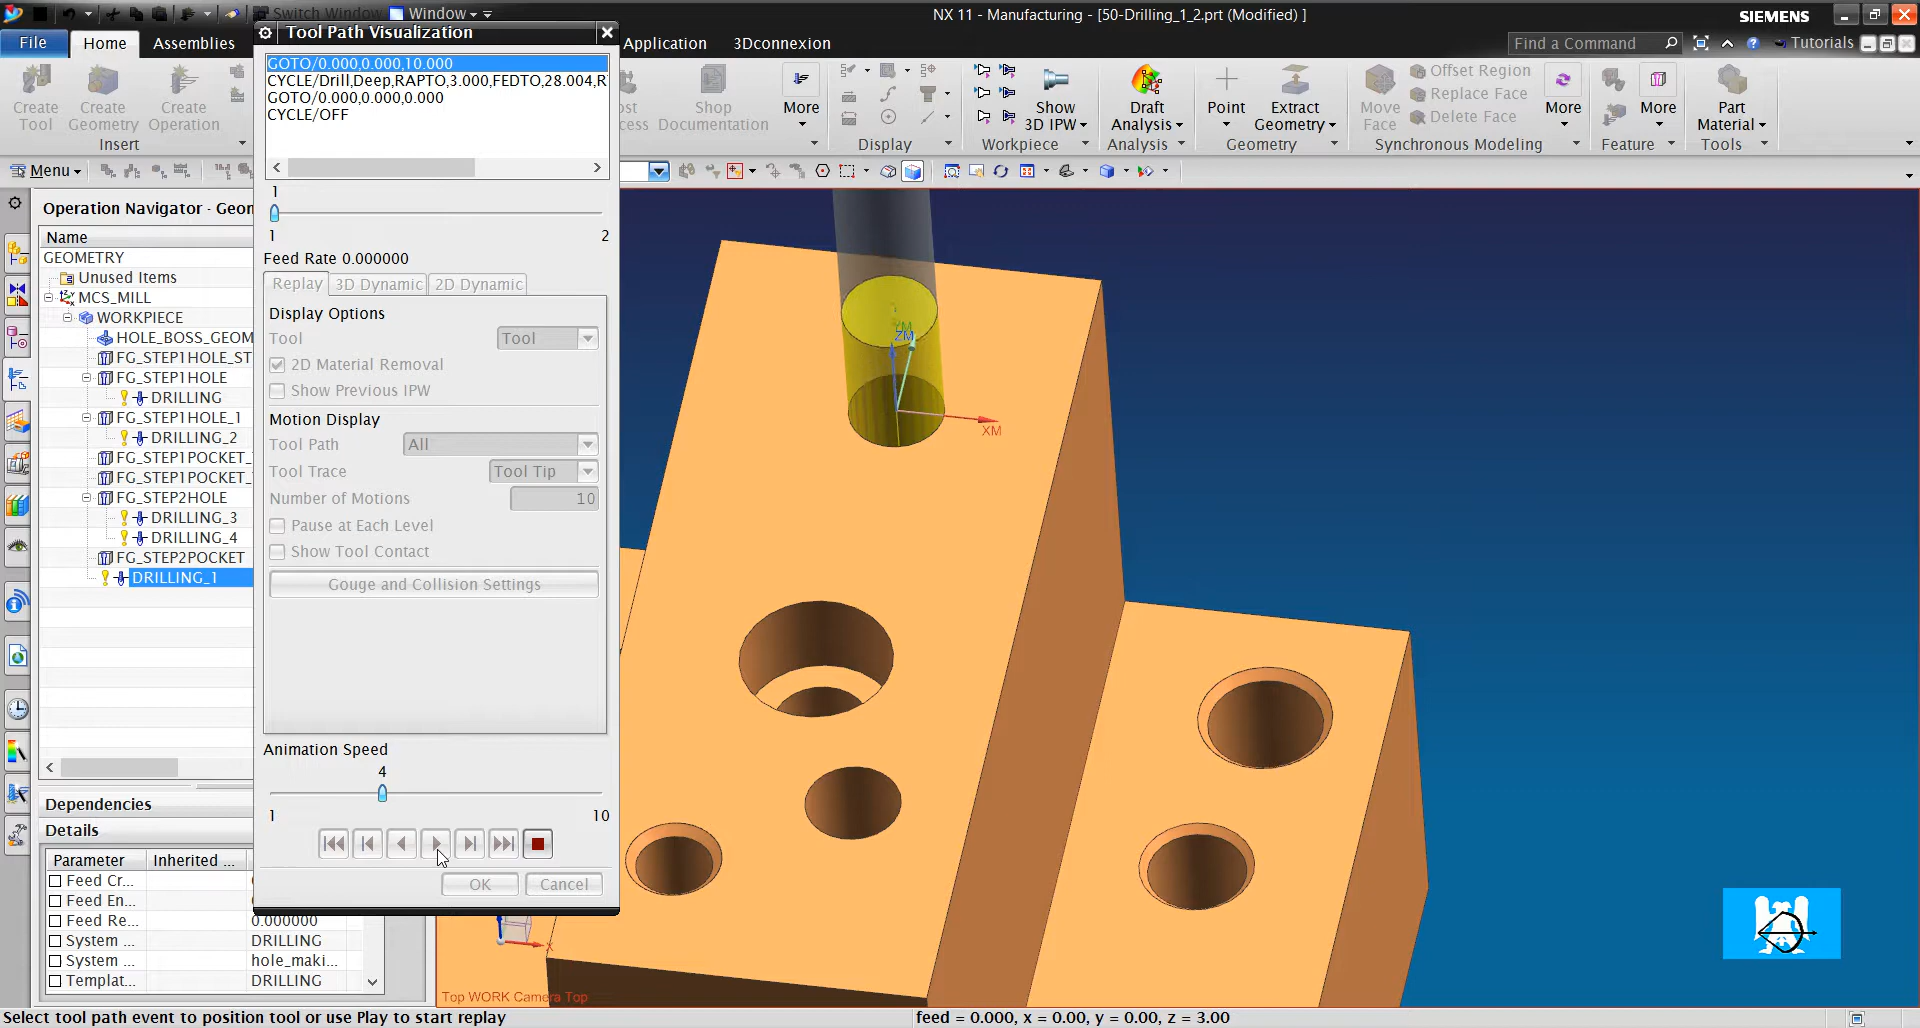 Switch Window
Window
NX 11 - Manufacturing - [50-Drilling_1_2.prt (Modified) ]
SIEMENS
File
Home
Assemblies
Application
3Dconnexion
Find a Command
Tutorials
Create Tool
Create Geometry
Create Operation
Insert
Shop Documentation
More
Display
Show 3D IPW
Workpiece
Draft Analysis
Analysis
Point
Extract Geometry
Geometry
Move Face
Offset Region
Replace Face
Delete Face
More
Synchronous Modeling
More
Feature
Part Material
Tools
Menu
Tool Path Visualization
GOTO/0.000,0.000,10.000
CYCLE/Drill,Deep,RAPTO,3.000,FEDTO,28.004,R
GOTO/0.000,0.000,0.000
CYCLE/OFF
1
1
2
Feed Rate 0.000000
Replay
3D Dynamic
2D Dynamic
Display Options
Tool
Tool
2D Material Removal
Show Previous IPW
Motion Display
Tool Path
All
Tool Trace
Tool Tip
Number of Motions
10
Pause at Each Level
Show Tool Contact
Gouge and Collision Settings
Animation Speed
4
1
10
OK
Cancel
Operation Navigator - Geon
Name
GEOMETRY
Unused Items
MCS_MILL
WORKPIECE
HOLE_BOSS_GEOM
FG_STEP1HOLE_ST
FG_STEP1HOLE
DRILLING
FG_STEP1HOLE_1
DRILLING_2
FG_STEP1POCKET_
FG_STEP1POCKET_
FG_STEP2HOLE
DRILLING_3
DRILLING_4
FG_STEP2POCKET
DRILLING_1
Dependencies
Details
Parameter
Inherited ...
Feed Cr...
Feed En...
Feed Re...
0.000000
System ...
DRILLING
System ...
hole_maki...
Templat...
DRILLING
YM
ZM
XM
X
Top WORK Camera Top
Select tool path event to position tool or use Play to start replay
feed = 0.000, x = 0.00, y = 0.00, z = 3.00